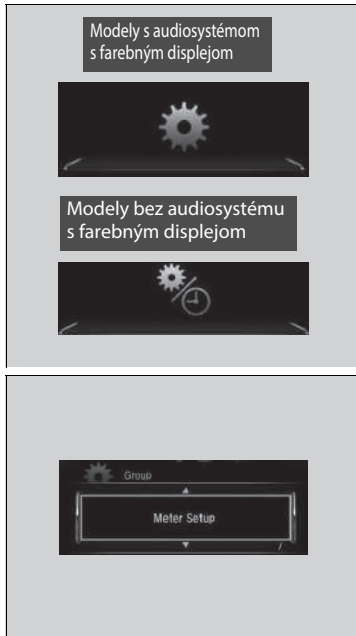 Modely s audiosystémom
s farebným displejom
Modely bez audiosystému
s farebným displejom
Group
Meter Setup